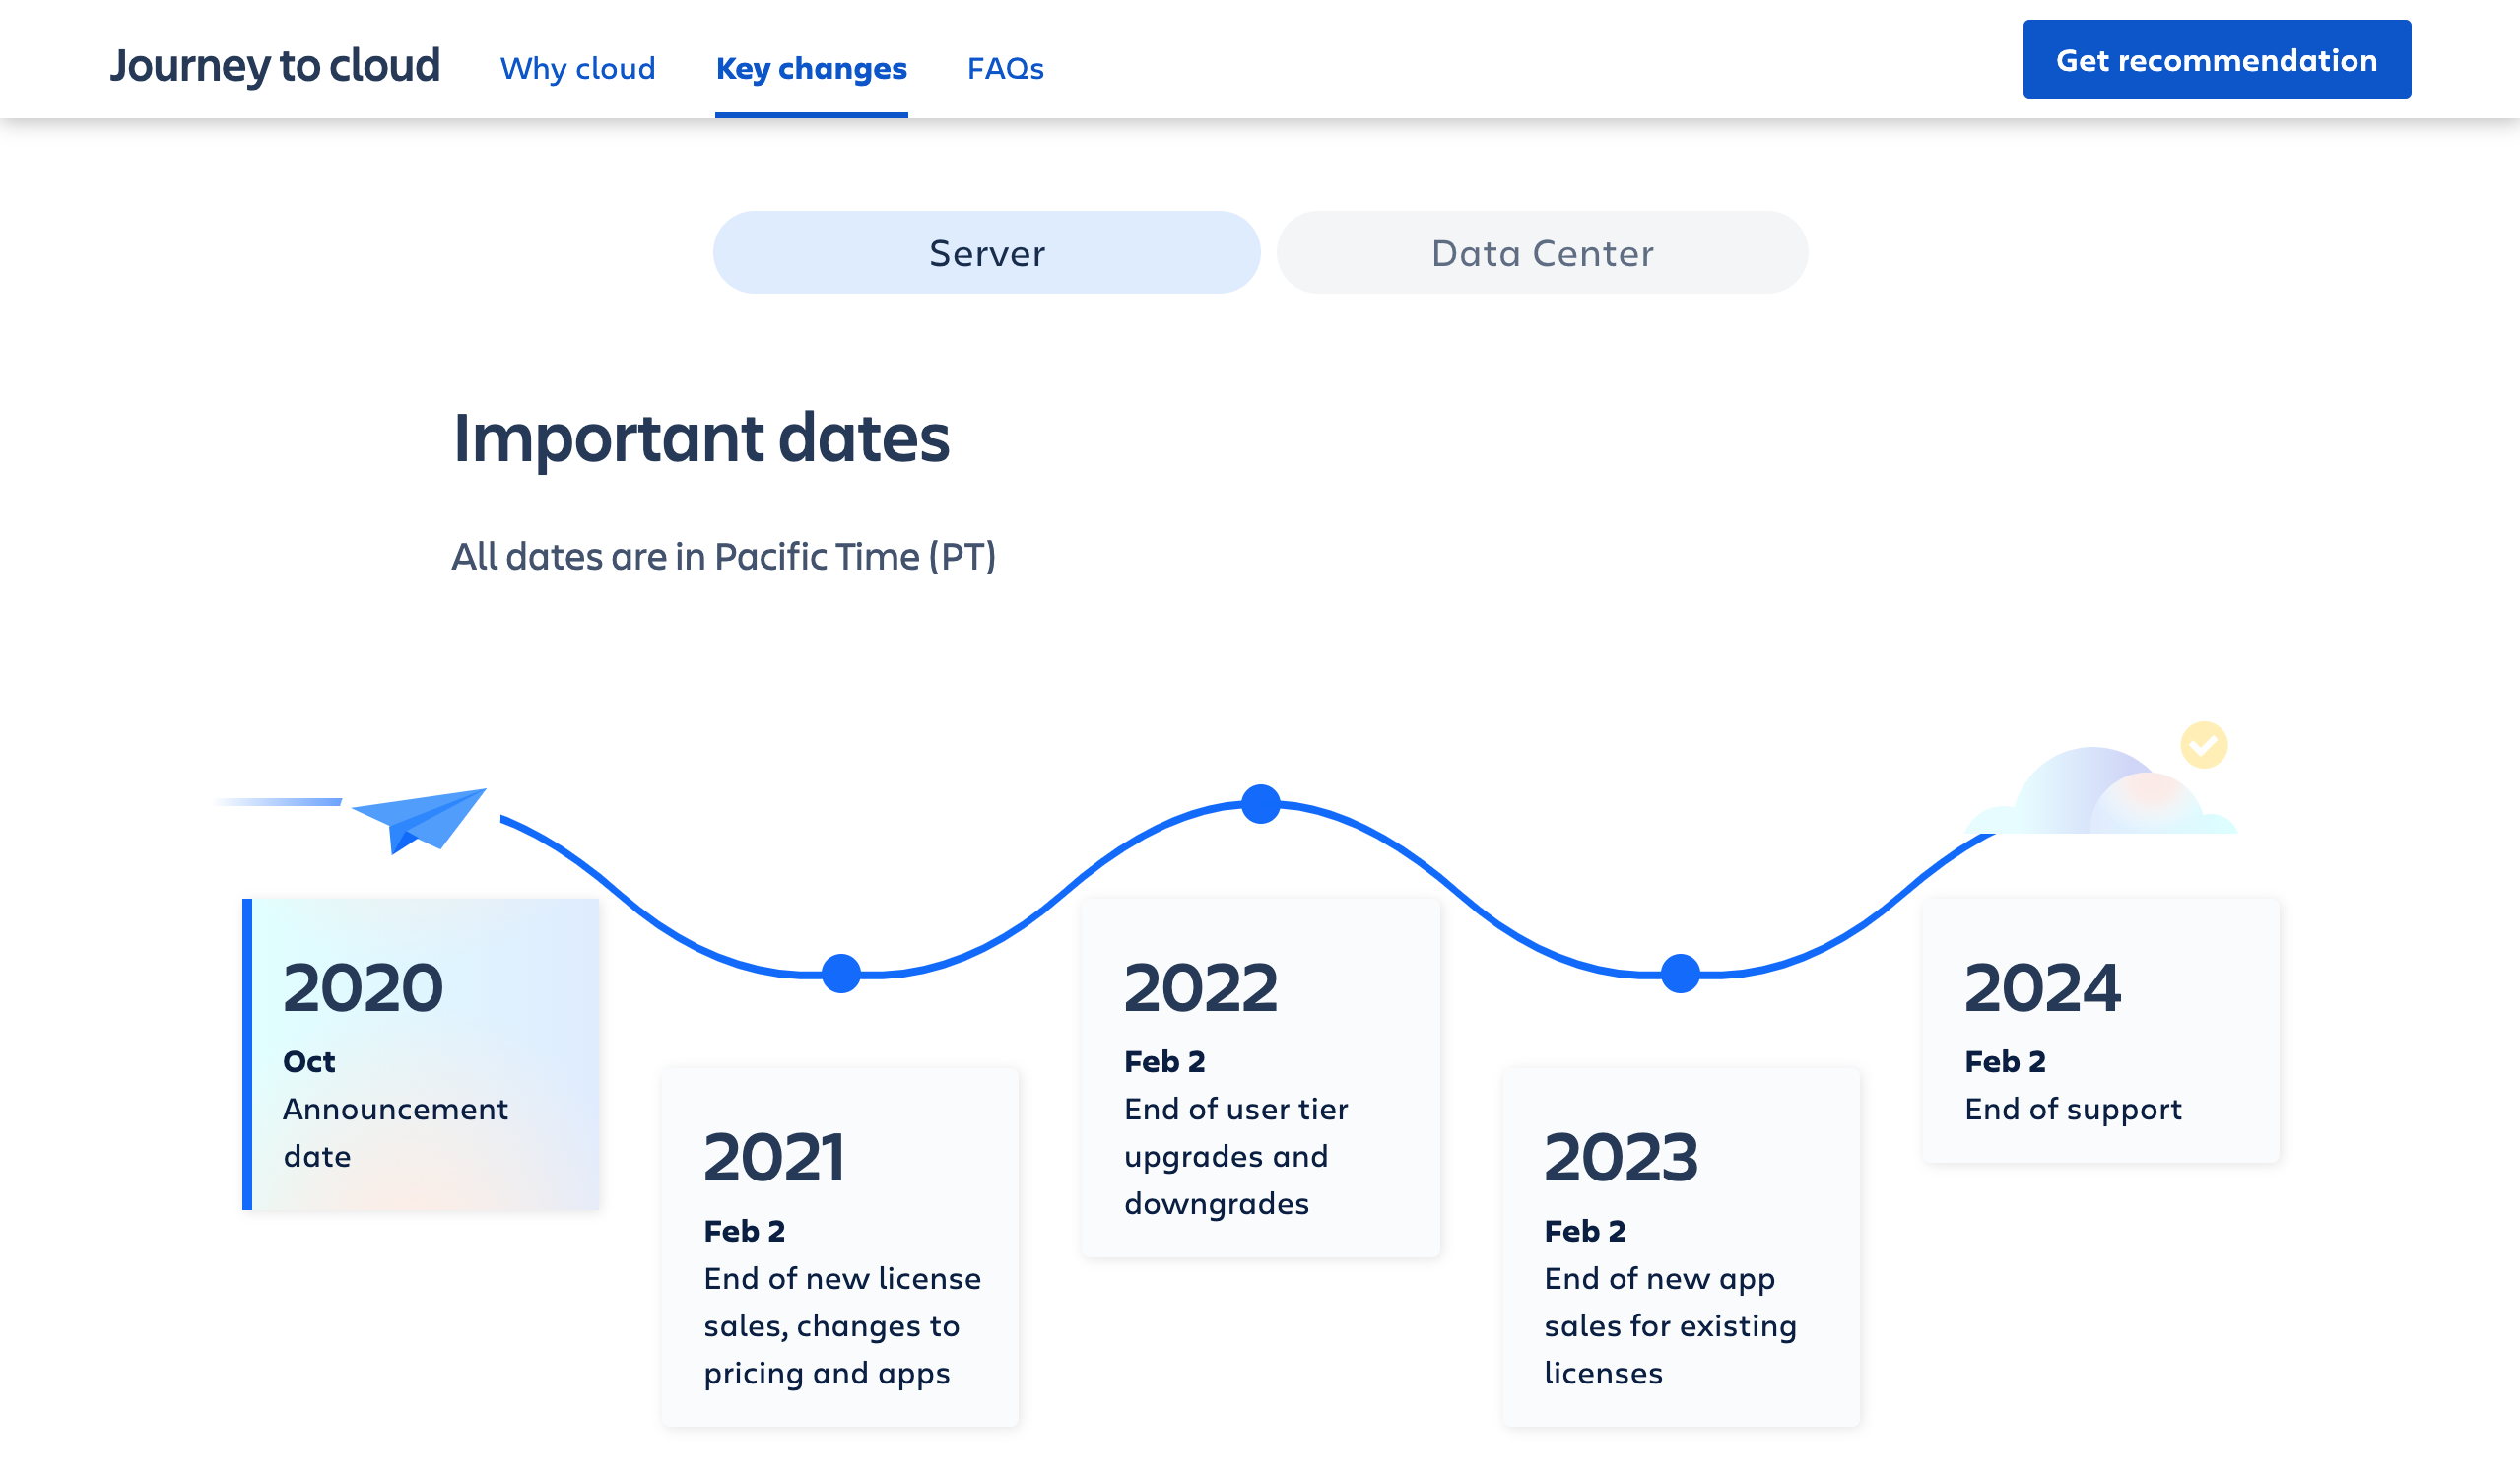 Journey to cloud
Why cloud
Key changes
FAQs
Get recommendation
Server
Data Center
Important dates
All dates are in Pacific Time (PT)
2020
Oct
Announcement
date
2021
Feb 2
End of new license
sales, changes to
pricing and apps
2022
Feb 2
End of user tier
upgrades and
downgrades
2023
Feb 2
End of new app
sales for existing
licenses
2024
Feb 2
End of support